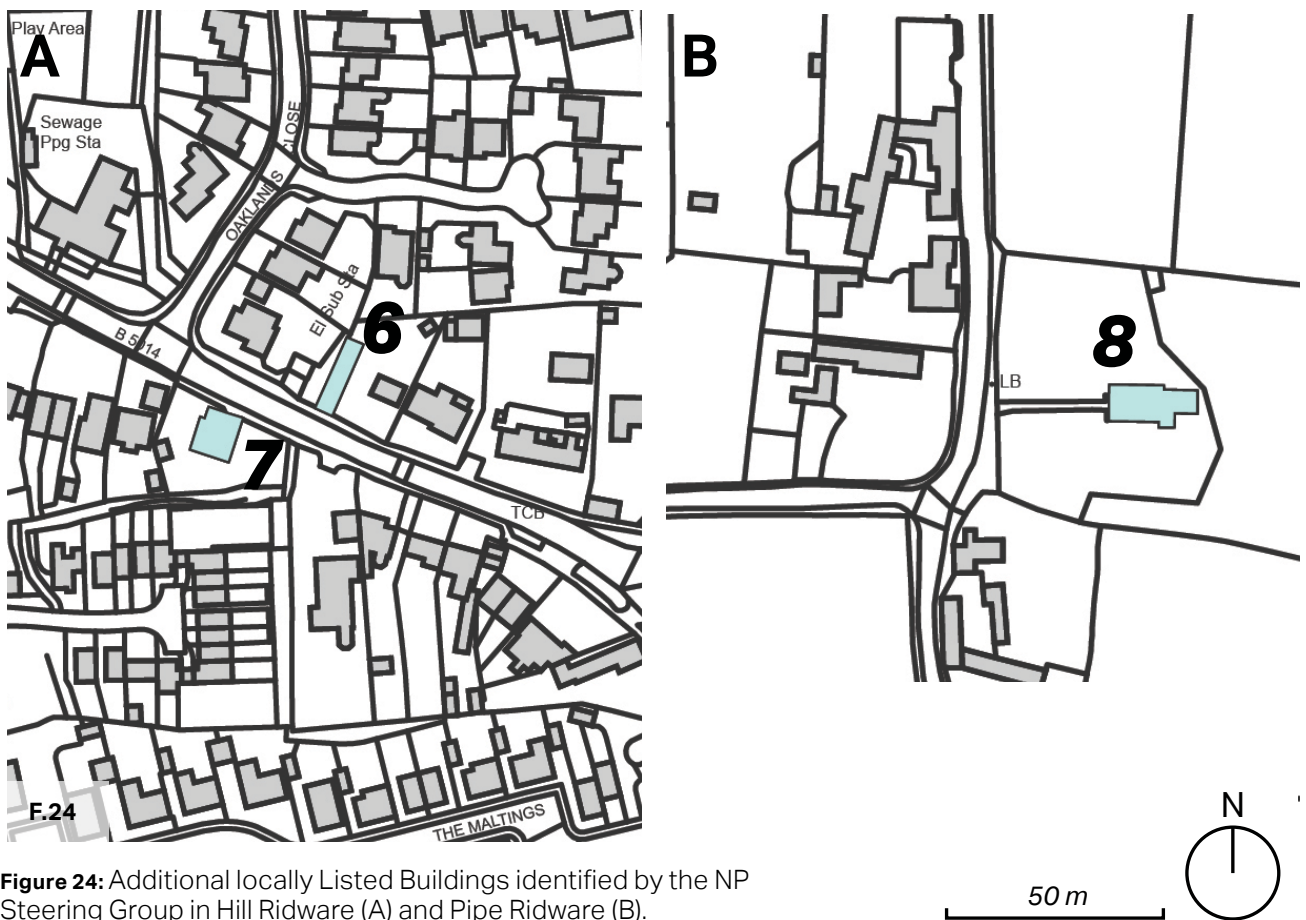 Play Area
A
Sewage
Ppg Sta
CLOSE
OAKLANDS
El Sub Sta
6
B 5014
7
TCB
THE MALTINGS
F.24
B
8
LB
N
50 m
Figure 24: Additional locally Listed Buildings identified by the NP
Steering Group in Hill Ridware (A) and Pipe Ridware (B).